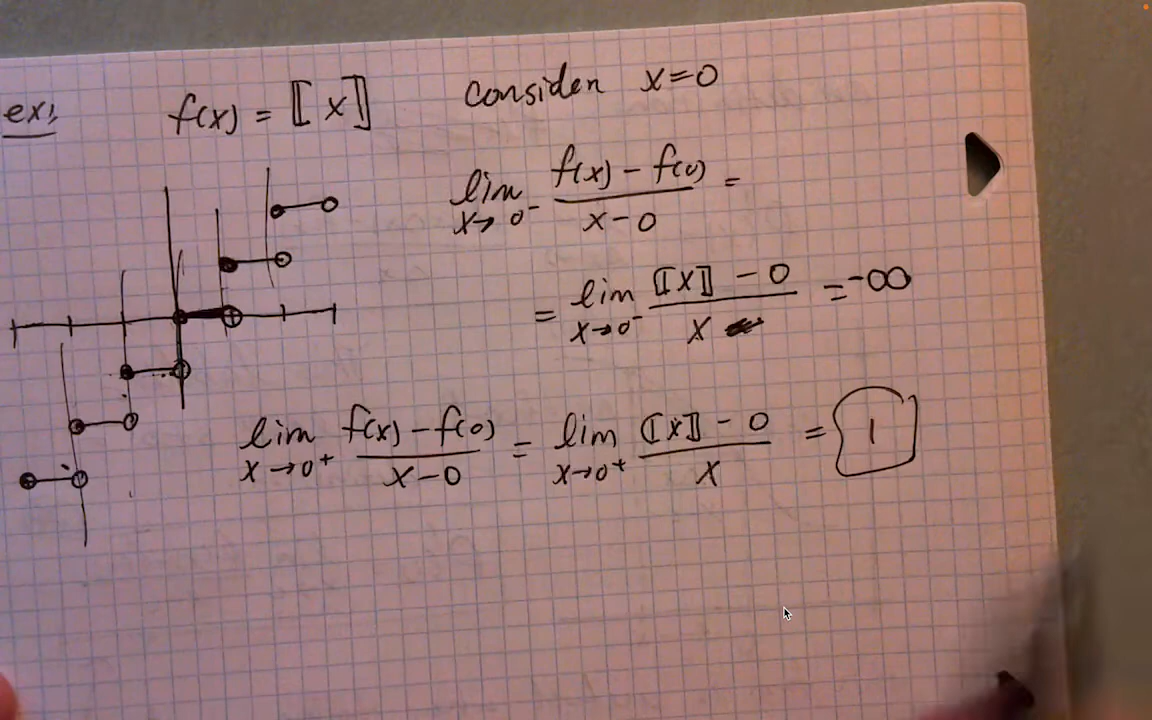 ex: f(x) = ⟦x⟧ consider x=0
lim x→0⁻ (f(x) - f(0))/(x-0) =
= lim x→0⁻ (⟦x⟧ - 0)/x = -∞
lim x→0⁺ (f(x) - f(0))/(x-0) = lim x→0⁺ (⟦x⟧ - 0)/x = 1